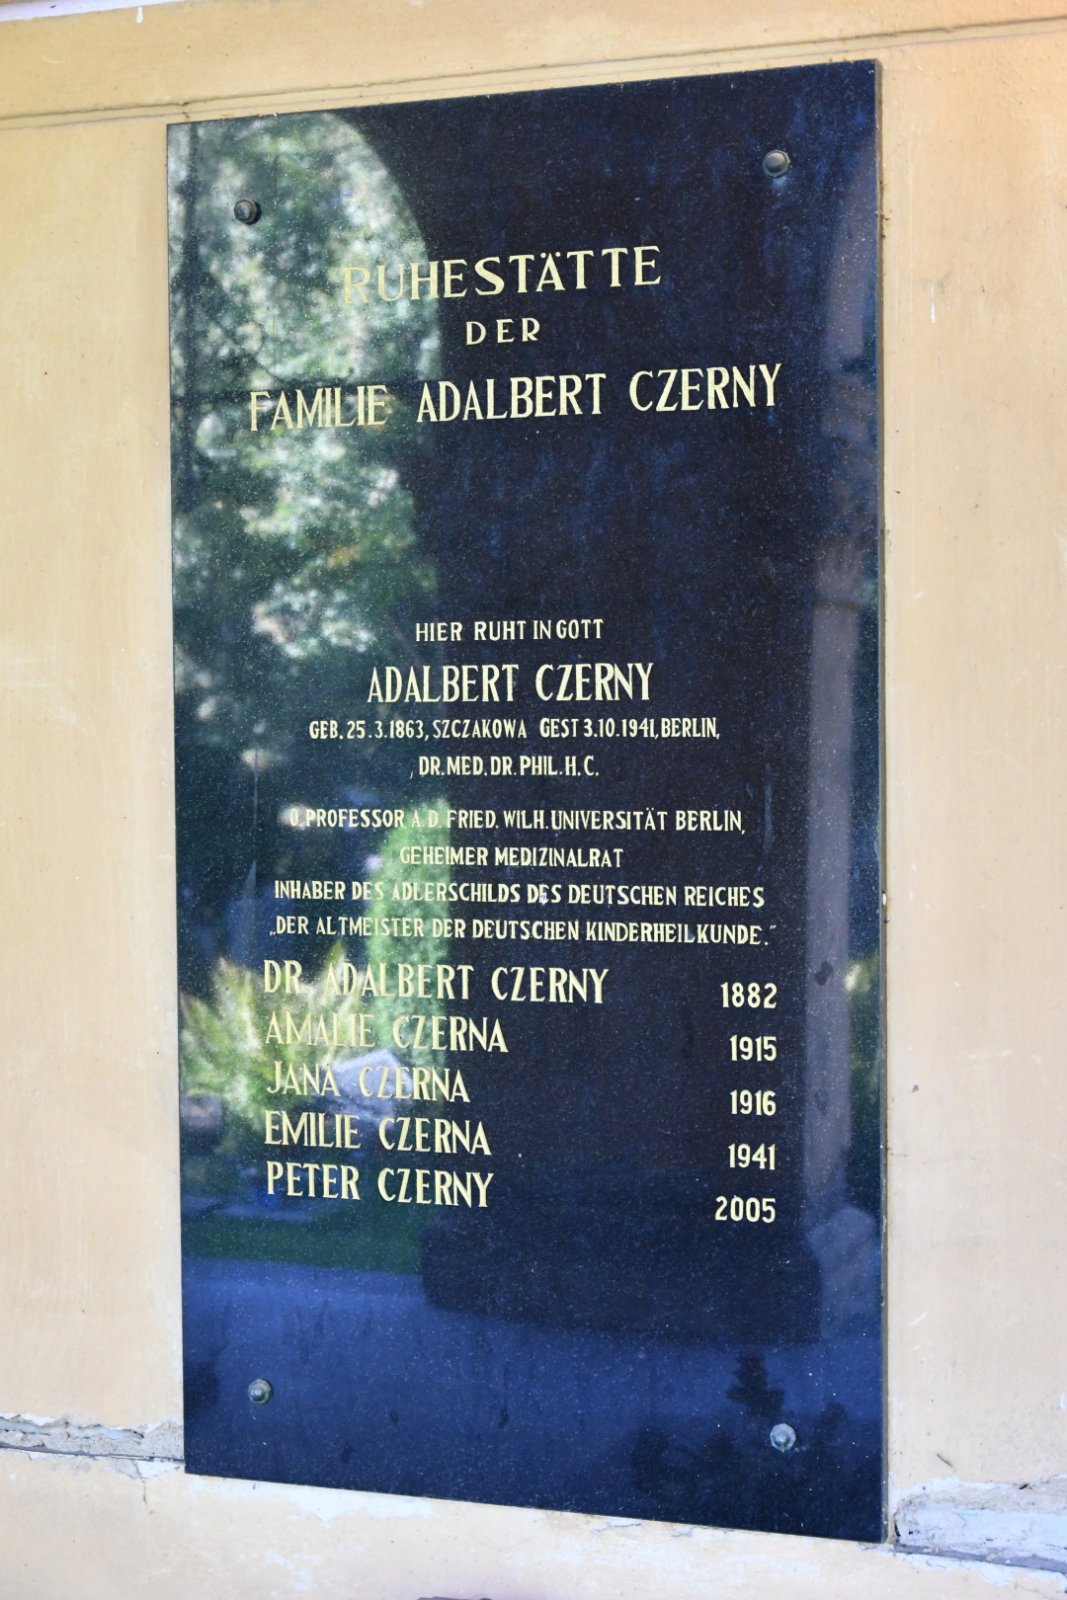 RUHESTÄTTE
DER
FAMILIE ADALBERT CZERNY
HIER RUHT IN GOTT
ADALBERT CZERNY
GEB. 25.3.1863, SZCZAKOWA GEST 3.10.1941, BERLIN,
DR. MED. DR. PHIL. H. C.
O. PROFESSOR A. D. FRIED. WILH. UNIVERSITÄT BERLIN,
GEHEIMER MEDIZINALRAT
INHABER DES ADLERSCHILDS DES DEUTSCHEN REICHES
„DER ALTMEISTER DER DEUTSCHEN KINDERHEILKUNDE."
DR. ADALBERT CZERNY 1882
AMALIE CZERNA 1915
JANA CZERNA 1916
EMILIE CZERNA 1941
PETER CZERNY 2005